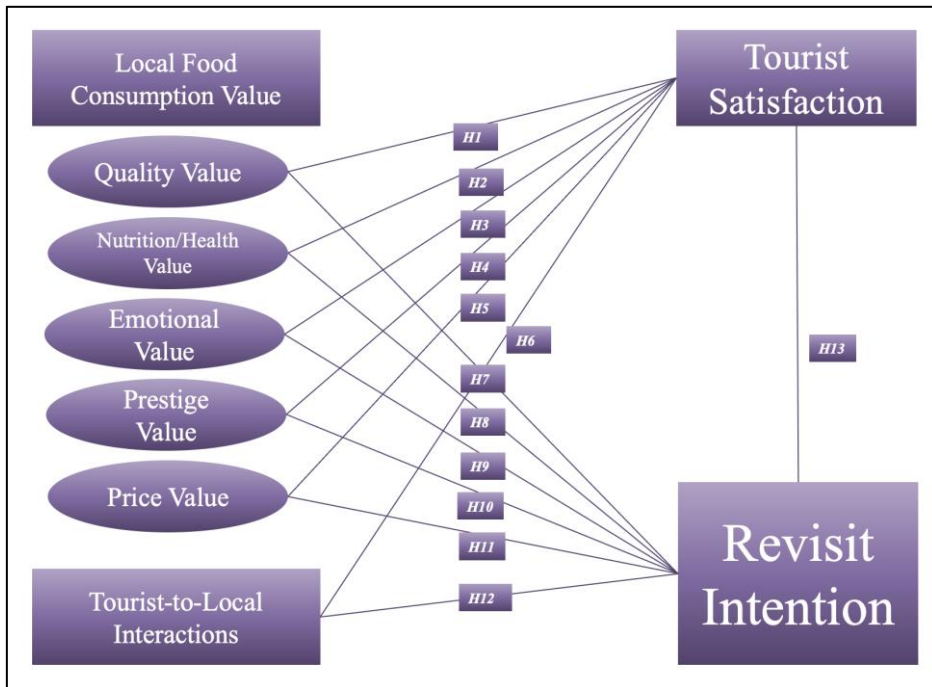 Local Food
Consumption Value
Quality Value
Nutrition/Health
Value
Emotional
Value
Prestige
Value
Price Value
Tourist-to-Local
Interactions
H1
H2
H3
H4
H5
H6
H7
H8
H9
H10
H11
H12
Tourist
Satisfaction
H13
Revisit
Intention